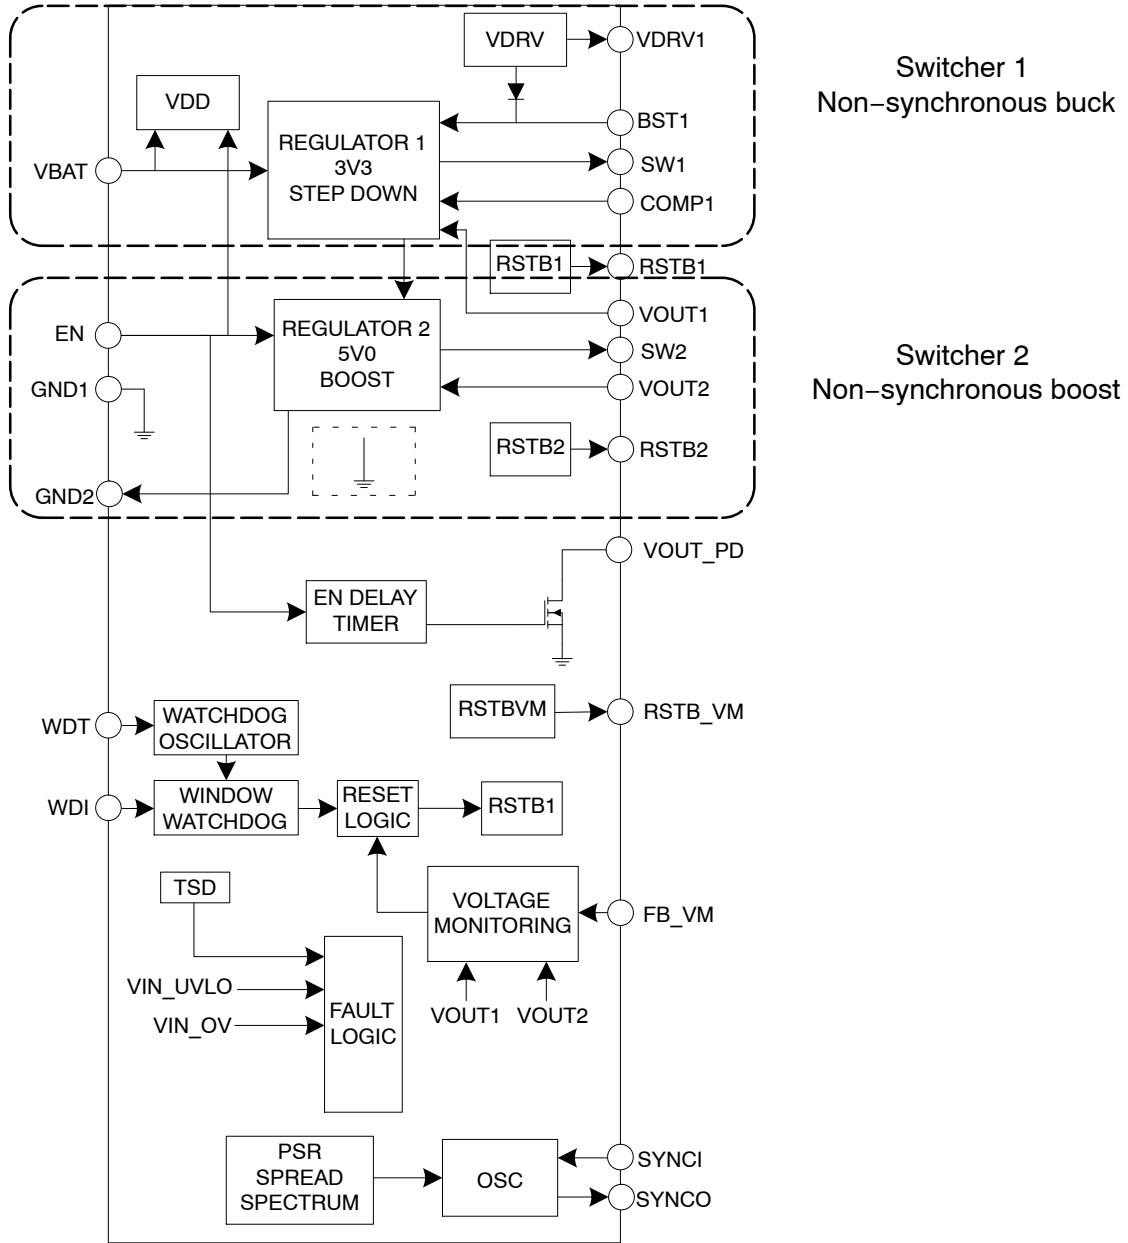 VDRV
VDRV1
Switcher 1
Non−synchronous buck
VDD
REGULATOR 1
3V3
STEP DOWN
BST1
VBAT
SW1
COMP1
RSTB1
RSTB1
EN
REGULATOR 2
5V0
BOOST
VOUT1
SW2
Switcher 2
Non−synchronous boost
GND1
VOUT2
RSTB2
RSTB2
GND2
VOUT_PD
EN DELAY
TIMER
RSTBVM
RSTB_VM
WDT
WATCHDOG
OSCILLATOR
WDI
WINDOW
WATCHDOG
RESET
LOGIC
RSTB1
TSD
VOLTAGE
MONITORING
FB_VM
VIN_UVLO
VIN_OV
FAULT
LOGIC
VOUT1
VOUT2
PSR
SPREAD
SPECTRUM
OSC
SYNCI
SYNCO